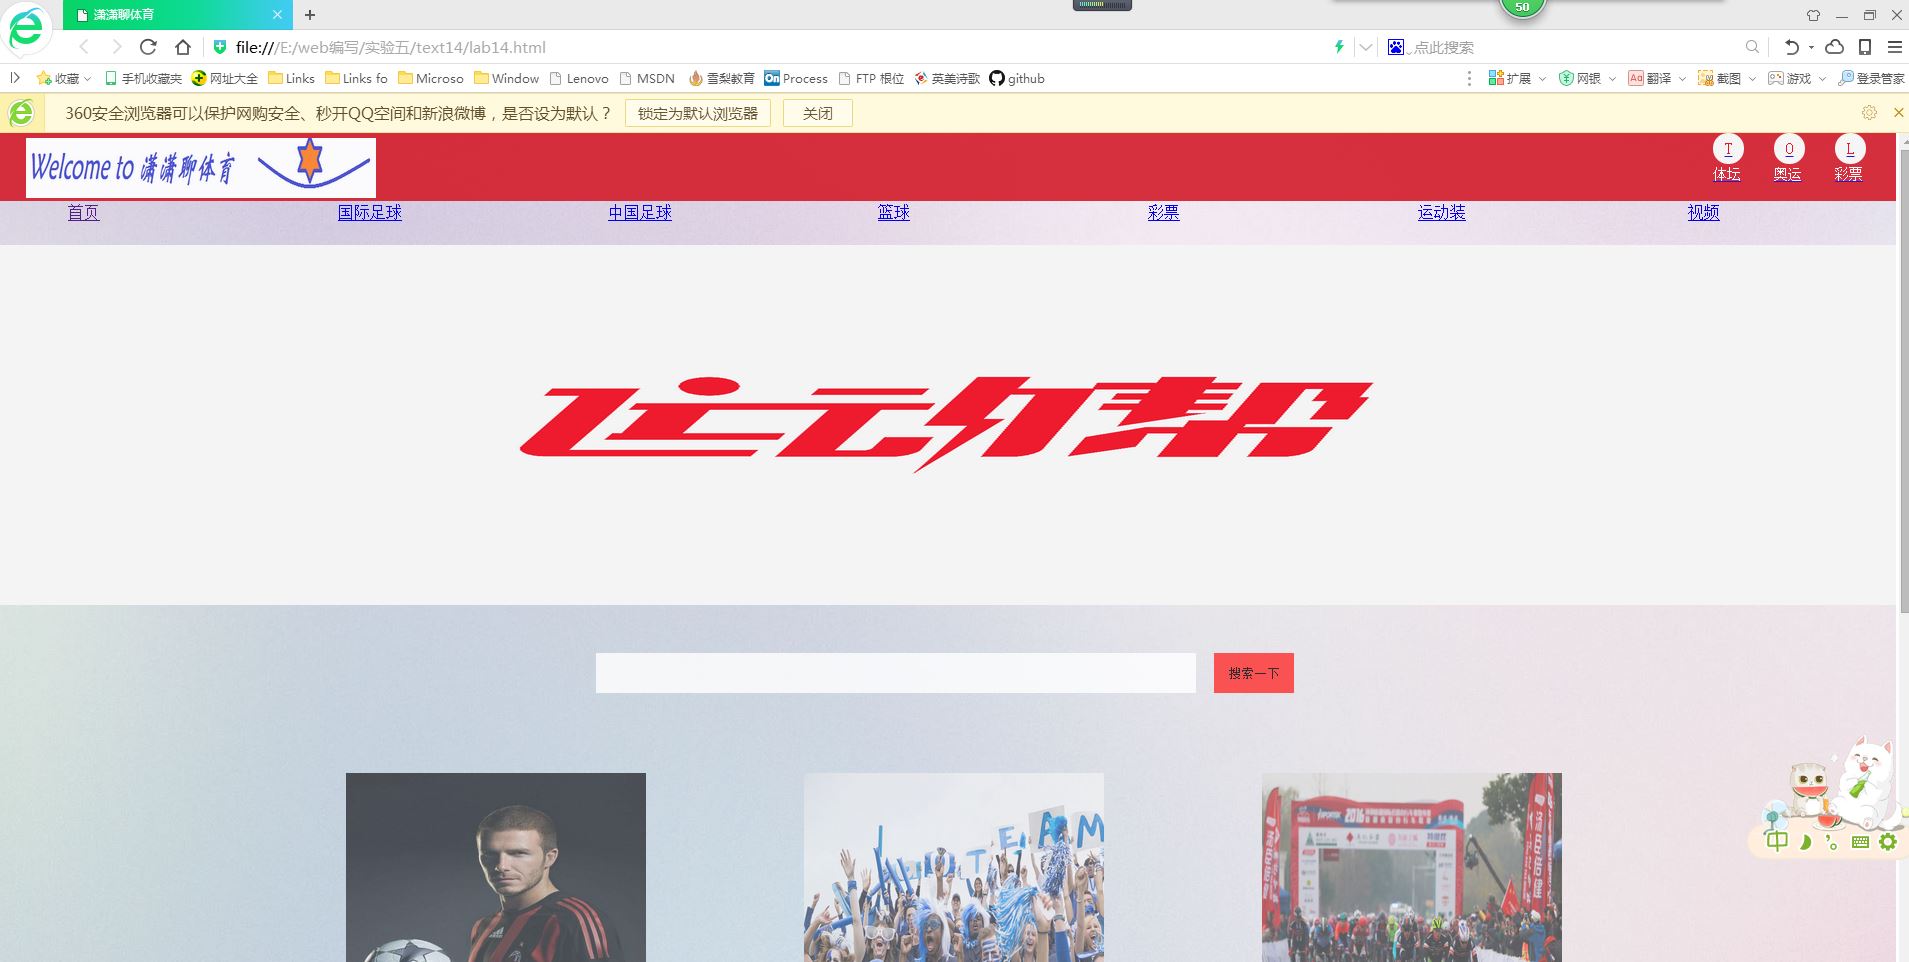 潇潇聊体育
50
file:///E:/web编写/实验五/text14/lab14.html
点此搜索
收藏 手机收藏夹 网址大全 Links Links fo Microso Window Lenovo MSDN 雪梨教育 On Process FTP 根位 英美诗歌 github 扩展 网银 Aa 翻译 截图 游戏 登录管家
360安全浏览器可以保护网购安全、秒开QQ空间和新浪微博，是否设为默认？ 锁定为默认浏览器 关闭
Welcome to 潇潇聊体育
T O L
体坛 奥运 彩票
首页 国际足球 中国足球 篮球 彩票 运动装 视频
运动帮
搜索一下
TEAM
2016
中